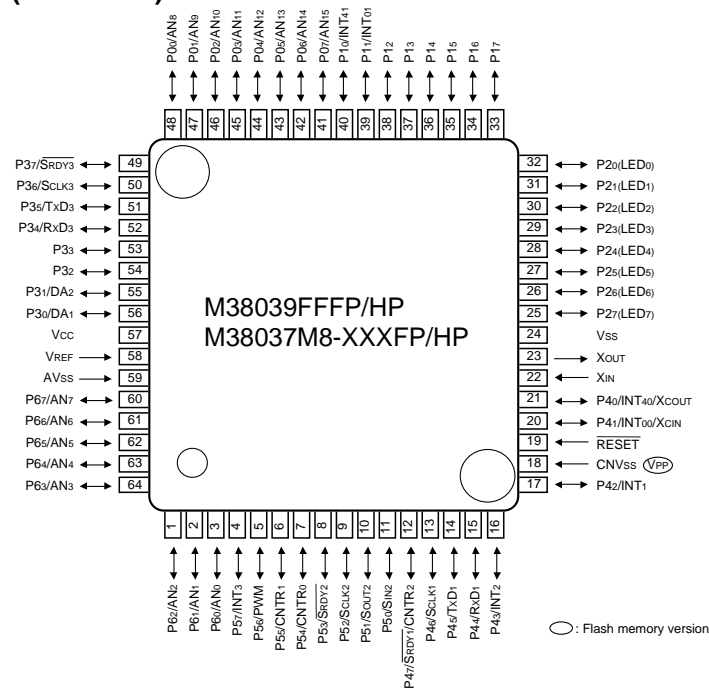 P00/AN8
P01/AN9
P02/AN10
P03/AN11
P04/AN12
P05/AN13
P06/AN14
P07/AN15
P10/INT41
P11/INT01
P12
P13
P14
P15
P16
P17
48 47 46 45 44 43 42 41 40 39 38 37 36 35 34 33
P37/SRDY3 49
P36/SCLK3 50
P35/TXD3 51
P34/RXD3 52
P33 53
P32 54
P31/DA2 55
P30/DA1 56
VCC 57
VREF 58
AVSS 59
P67/AN7 60
P66/AN6 61
P65/AN5 62
P64/AN4 63
P63/AN3 64
M38039FFFP/HP
M38037M8-XXXFP/HP
32 P20(LED0)
31 P21(LED1)
30 P22(LED2)
29 P23(LED3)
28 P24(LED4)
27 P25(LED5)
26 P26(LED6)
25 P27(LED7)
24 VSS
23 XOUT
22 XIN
21 P40/INT40/XCOUT
20 P41/INT00/XCIN
19 RESET
18 CNVSS VPP
17 P42/INT1
1 2 3 4 5 6 7 8 9 10 11 12 13 14 15 16
P62/AN2
P61/AN1
P60/AN0
P57/INT3
P56/PWM
P55/CNTR1
P54/CNTR0
P53/SRDY2
P52/SCLK2
P51/SOUT2
P50/SIN2
P47/SRDY1/CNTR2
P46/SCLK1
P45/TXD1
P44/RXD1
P43/INT2
: Flash memory version